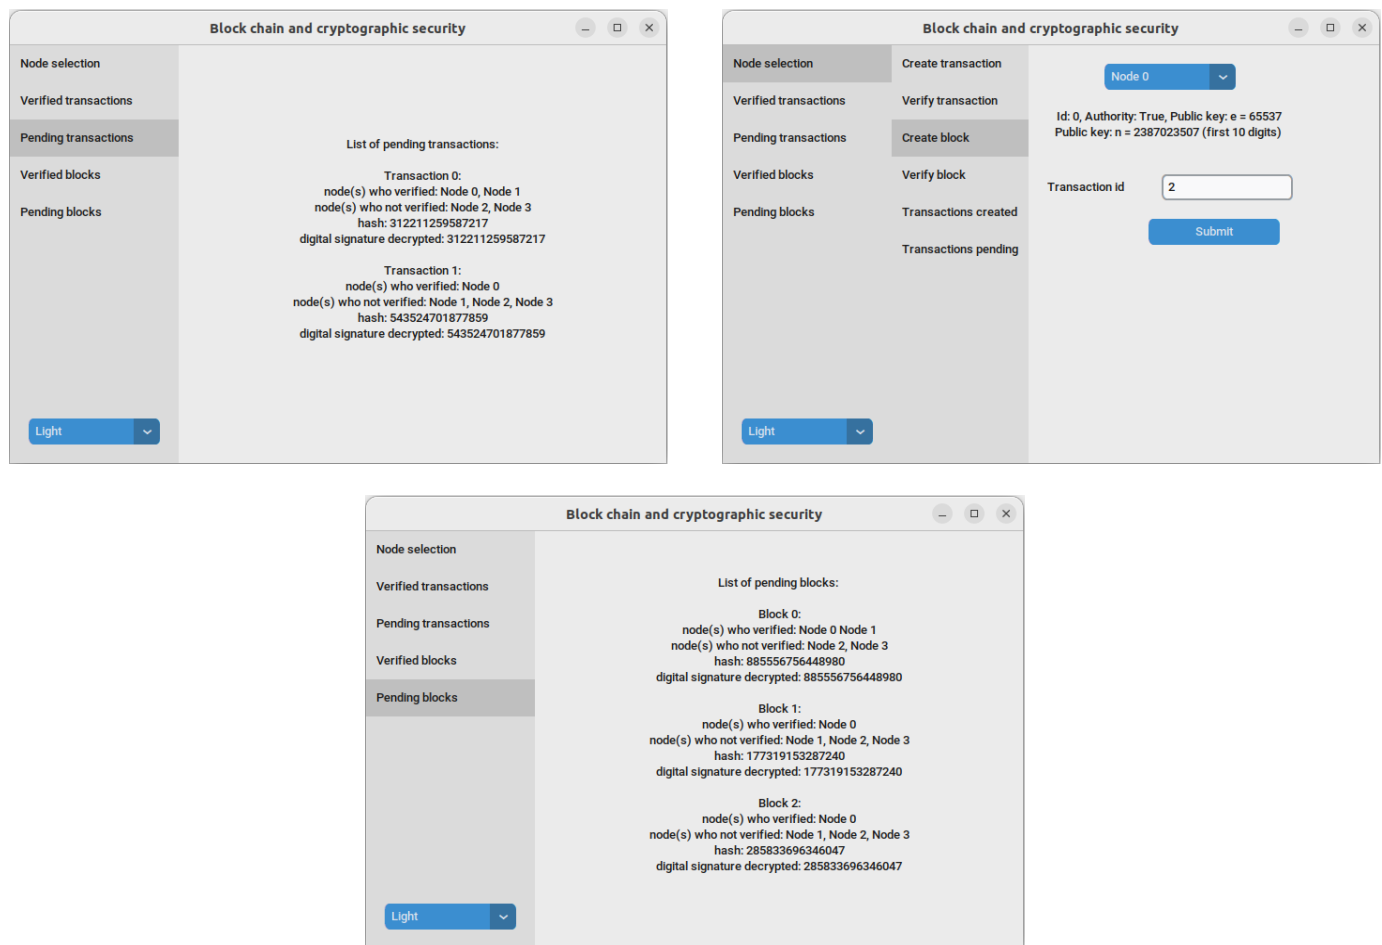 Block chain and cryptographic security
Node selection
Verified transactions
Pending transactions
Verified blocks
Pending blocks
Light
List of pending transactions:
Transaction 0:
node(s) who verified: Node 0, Node 1
node(s) who not verified: Node 2, Node 3
hash: 312211259587217
digital signature decrypted: 312211259587217
Transaction 1:
node(s) who verified: Node 0
node(s) who not verified: Node 1, Node 2, Node 3
hash: 543524701877859
digital signature decrypted: 543524701877859
Block chain and cryptographic security
Node selection
Verified transactions
Pending transactions
Verified blocks
Pending blocks
Light
Create transaction
Verify transaction
Create block
Verify block
Transactions created
Transactions pending
Node 0
Id: 0, Authority: True, Public key: e = 65537
Public key: n = 2387023507 (first 10 digits)
Transaction id
2
Submit
Block chain and cryptographic security
Node selection
Verified transactions
Pending transactions
Verified blocks
Pending blocks
Light
List of pending blocks:
Block 0:
node(s) who verified: Node 0 Node 1
node(s) who not verified: Node 2, Node 3
hash: 885556756448980
digital signature decrypted: 885556756448980
Block 1:
node(s) who verified: Node 0
node(s) who not verified: Node 1, Node 2, Node 3
hash: 177319153287240
digital signature decrypted: 177319153287240
Block 2:
node(s) who verified: Node 0
node(s) who not verified: Node 1, Node 2, Node 3
hash: 285833696346047
digital signature decrypted: 285833696346047